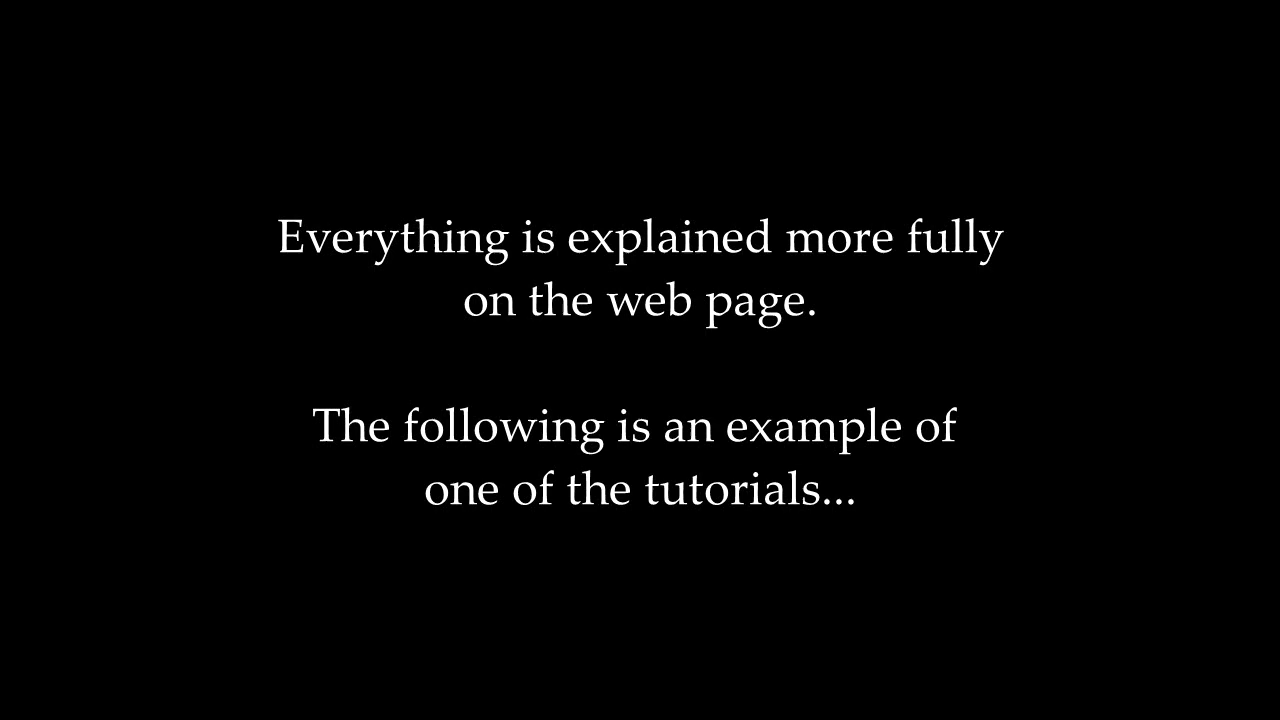 Everything is explained more fully
on the web page.
The following is an example of
one of the tutorials...